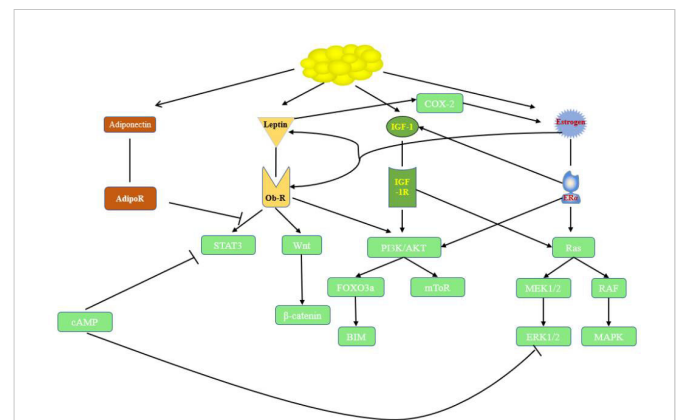 COX-2
Adiponectin
Leptin
IGF-1
Estrogen
AdipoR
Ob-R
IGF
-1R
ERα
STAT3
Wnt
PI3K/AKT
Ras
FOXO3a
mToR
MEK1/2
RAF
cAMP
β-catenin
BIM
ERK1/2
MAPK